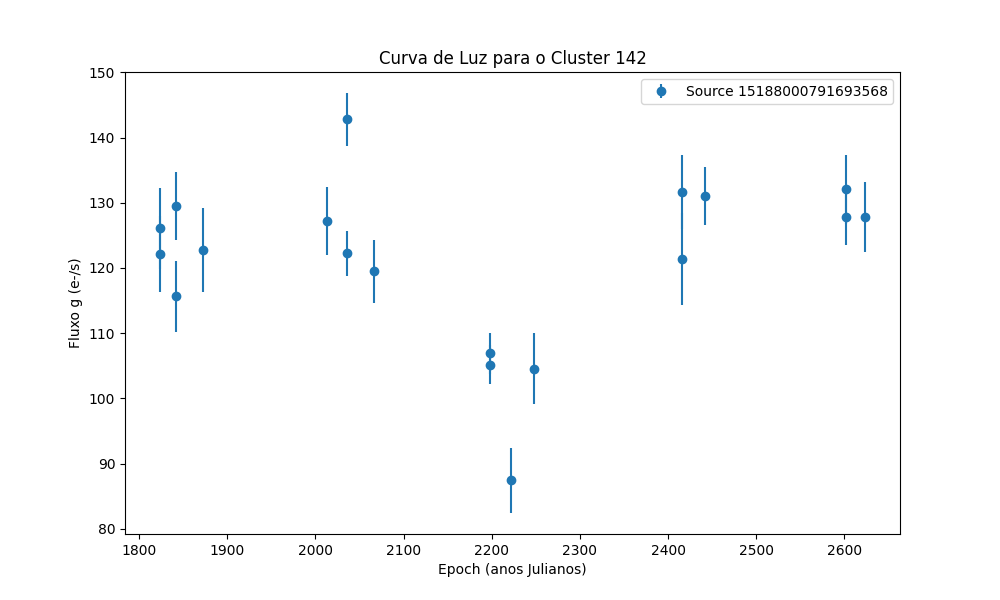 Curva de Luz para o Cluster 142
Source 15188000791693568
Fluxo g (e-/s)
150
140
130
120
110
100
90
80
1800 1900 2000 2100 2200 2300 2400 2500 2600
Epoch (anos Julianos)